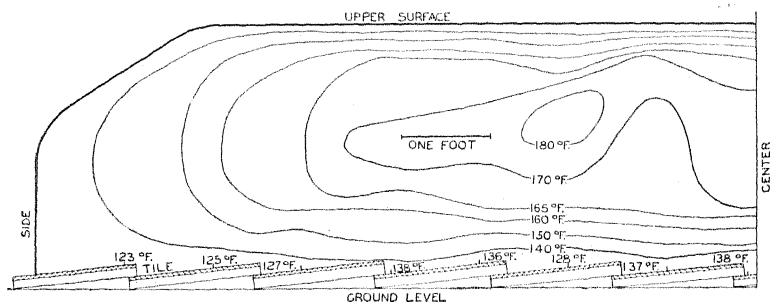 UPPER SURFACE
ONE FOOT
180 °F.
170 °F.
165 °F.
160 °F.
150 °F.
140 °F.
SIDE
CENTER
123 °F.
TILE
125 °F.
127 °F.
138 °F.
136 °F.
128 °F.
137 °F.
138 °F.
GROUND LEVEL